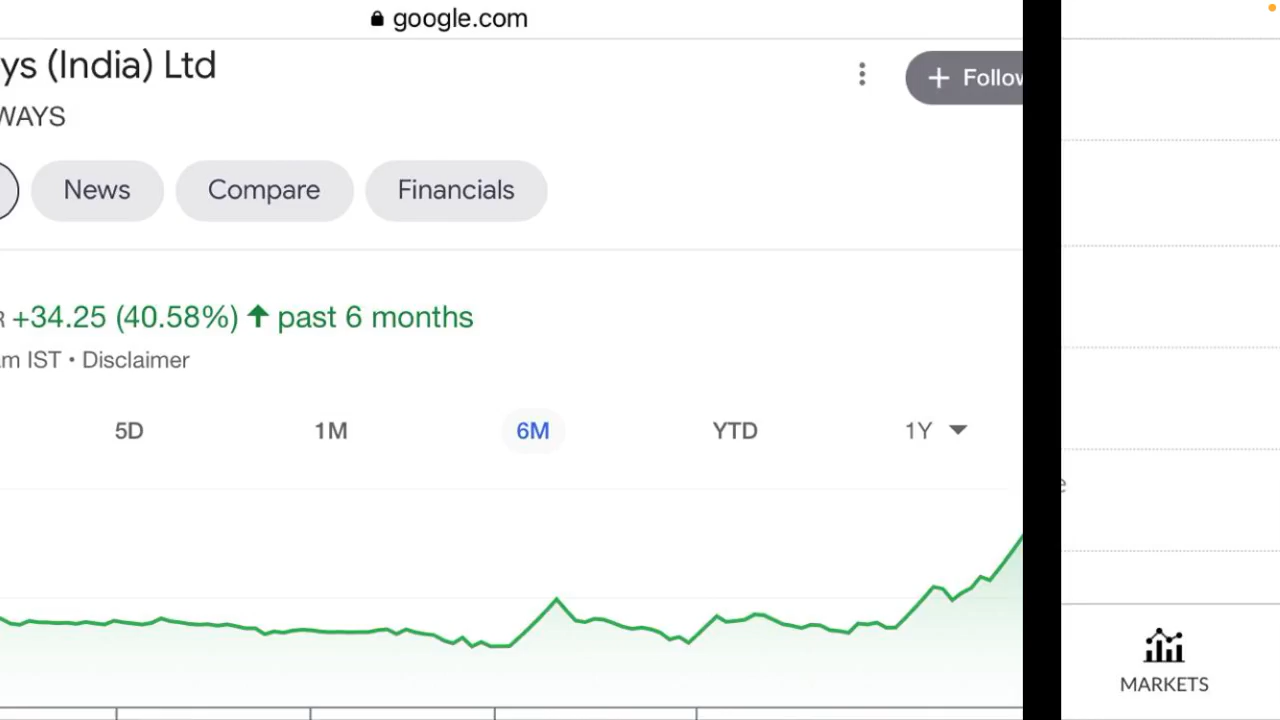 google.com
ys (India) Ltd
Follow
WAYS
News
Compare
Financials
+34.25 (40.58%) ↑ past 6 months
m IST • Disclaimer
5D
1M
6M
YTD
1Y
e
MARKETS